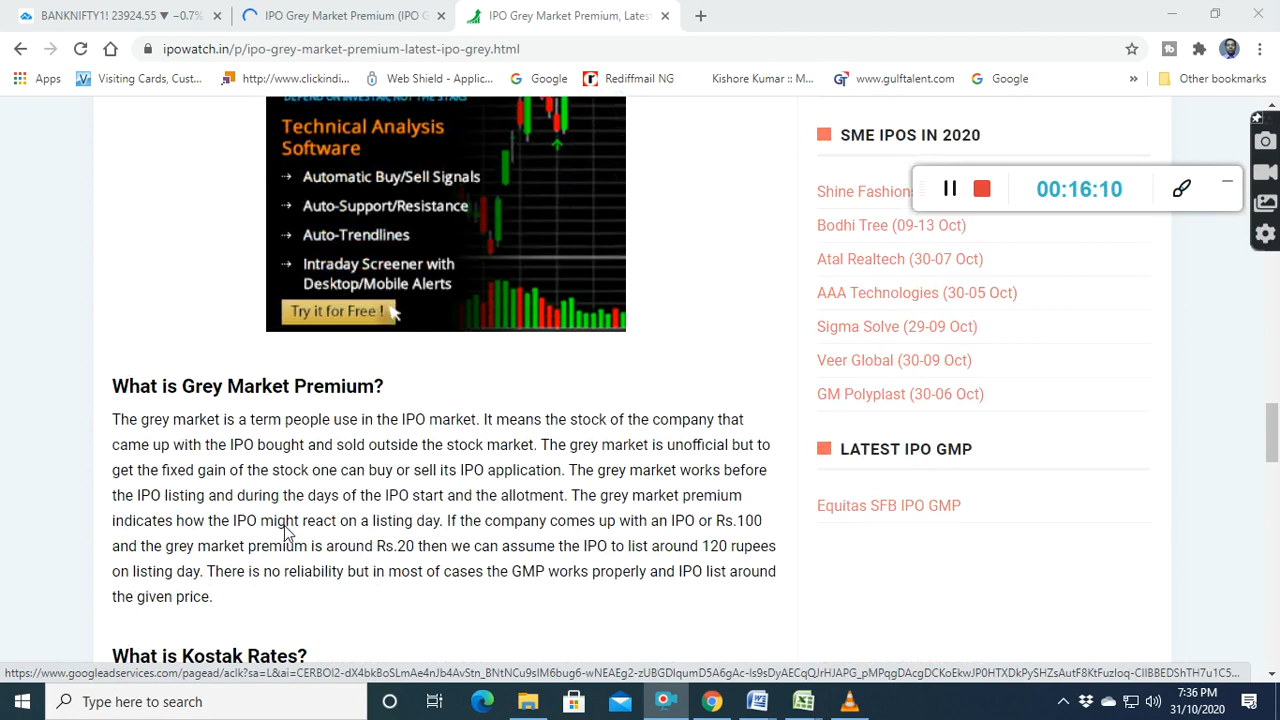 BANKNIFTY1! 23924.55 ▼ −0.7%
IPO Grey Market Premium (IPO G
IPO Grey Market Premium, Lates
ipowatch.in/p/ipo-grey-market-premium-latest-ipo-grey.html
Apps
Visiting Cards, Cust...
http://www.clickindi...
Web Shield - Applic...
Google
Rediffmail NG
Kishore Kumar :: M...
www.gulftalent.com
Google
»
Other bookmarks
DEPEND ON INVESTAR, NOT THE STARS
Technical Analysis
Software
Automatic Buy/Sell Signals
Auto-Support/Resistance
Auto-Trendlines
Intraday Screener with
Desktop/Mobile Alerts
Try it for Free !
What is Grey Market Premium?
The grey market is a term people use in the IPO market. It means the stock of the company that
came up with the IPO bought and sold outside the stock market. The grey market is unofficial but to
get the fixed gain of the stock one can buy or sell its IPO application. The grey market works before
the IPO listing and during the days of the IPO start and the allotment. The grey market premium
indicates how the IPO might react on a listing day. If the company comes up with an IPO or Rs.100
and the grey market premium is around Rs.20 then we can assume the IPO to list around 120 rupees
on listing day. There is no reliability but in most of cases the GMP works properly and IPO list around
the given price.
What is Kostak Rates?
SME IPOS IN 2020
00:16:10
Shine Fashion
Bodhi Tree (09-13 Oct)
Atal Realtech (30-07 Oct)
AAA Technologies (30-05 Oct)
Sigma Solve (29-09 Oct)
Veer Global (30-09 Oct)
GM Polyplast (30-06 Oct)
LATEST IPO GMP
Equitas SFB IPO GMP
Type here to search
7:36 PM
31/10/2020